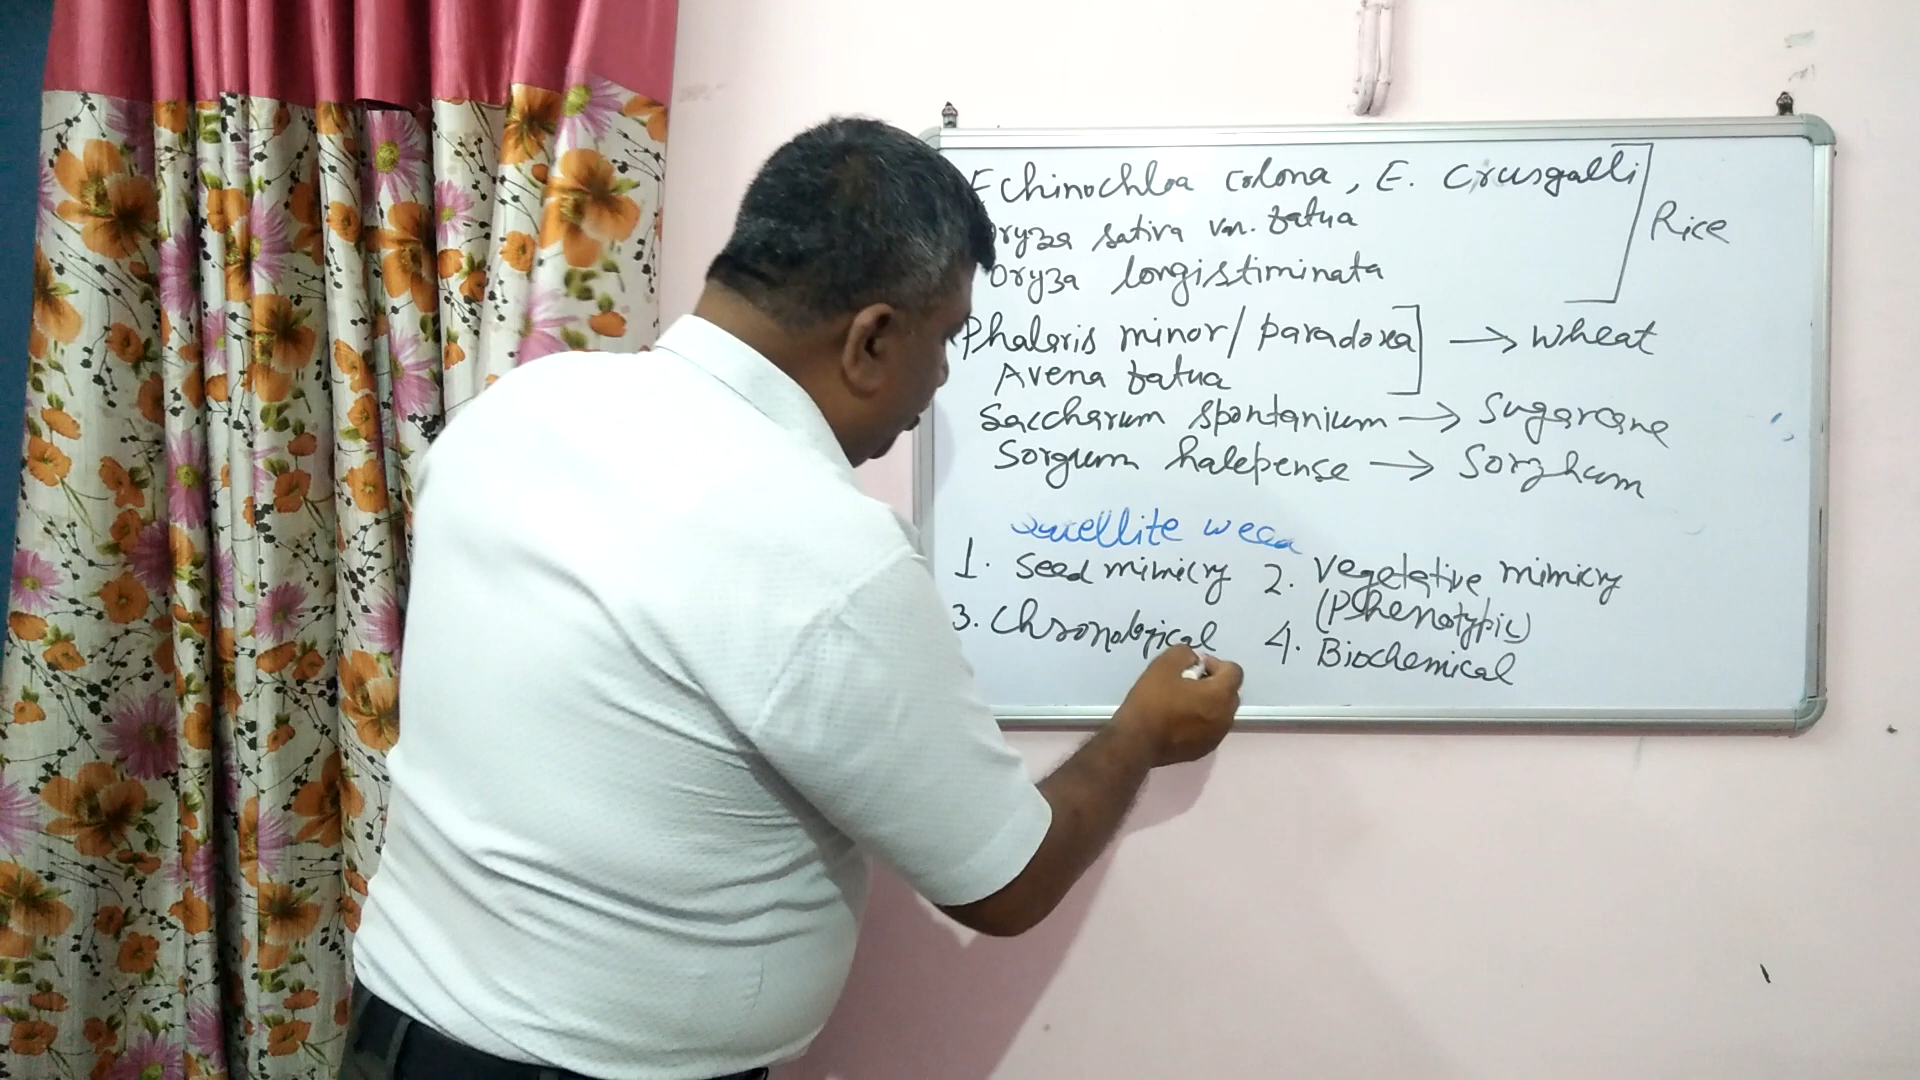 Echinochloa colona, E. Crusgalli
Oryza sativa var. fatua
Rice
Oryza longistiminata
Phalaris minor/paradoxa → wheat
Avena fatua
Saccharum spontanium → Sugarcane
Sorgum halepense → Sorghum
Satellite weed
1. Seed mimicry 2. Vegetative mimicry
(Phenotypic)
3. Chronological 4. Biochemical